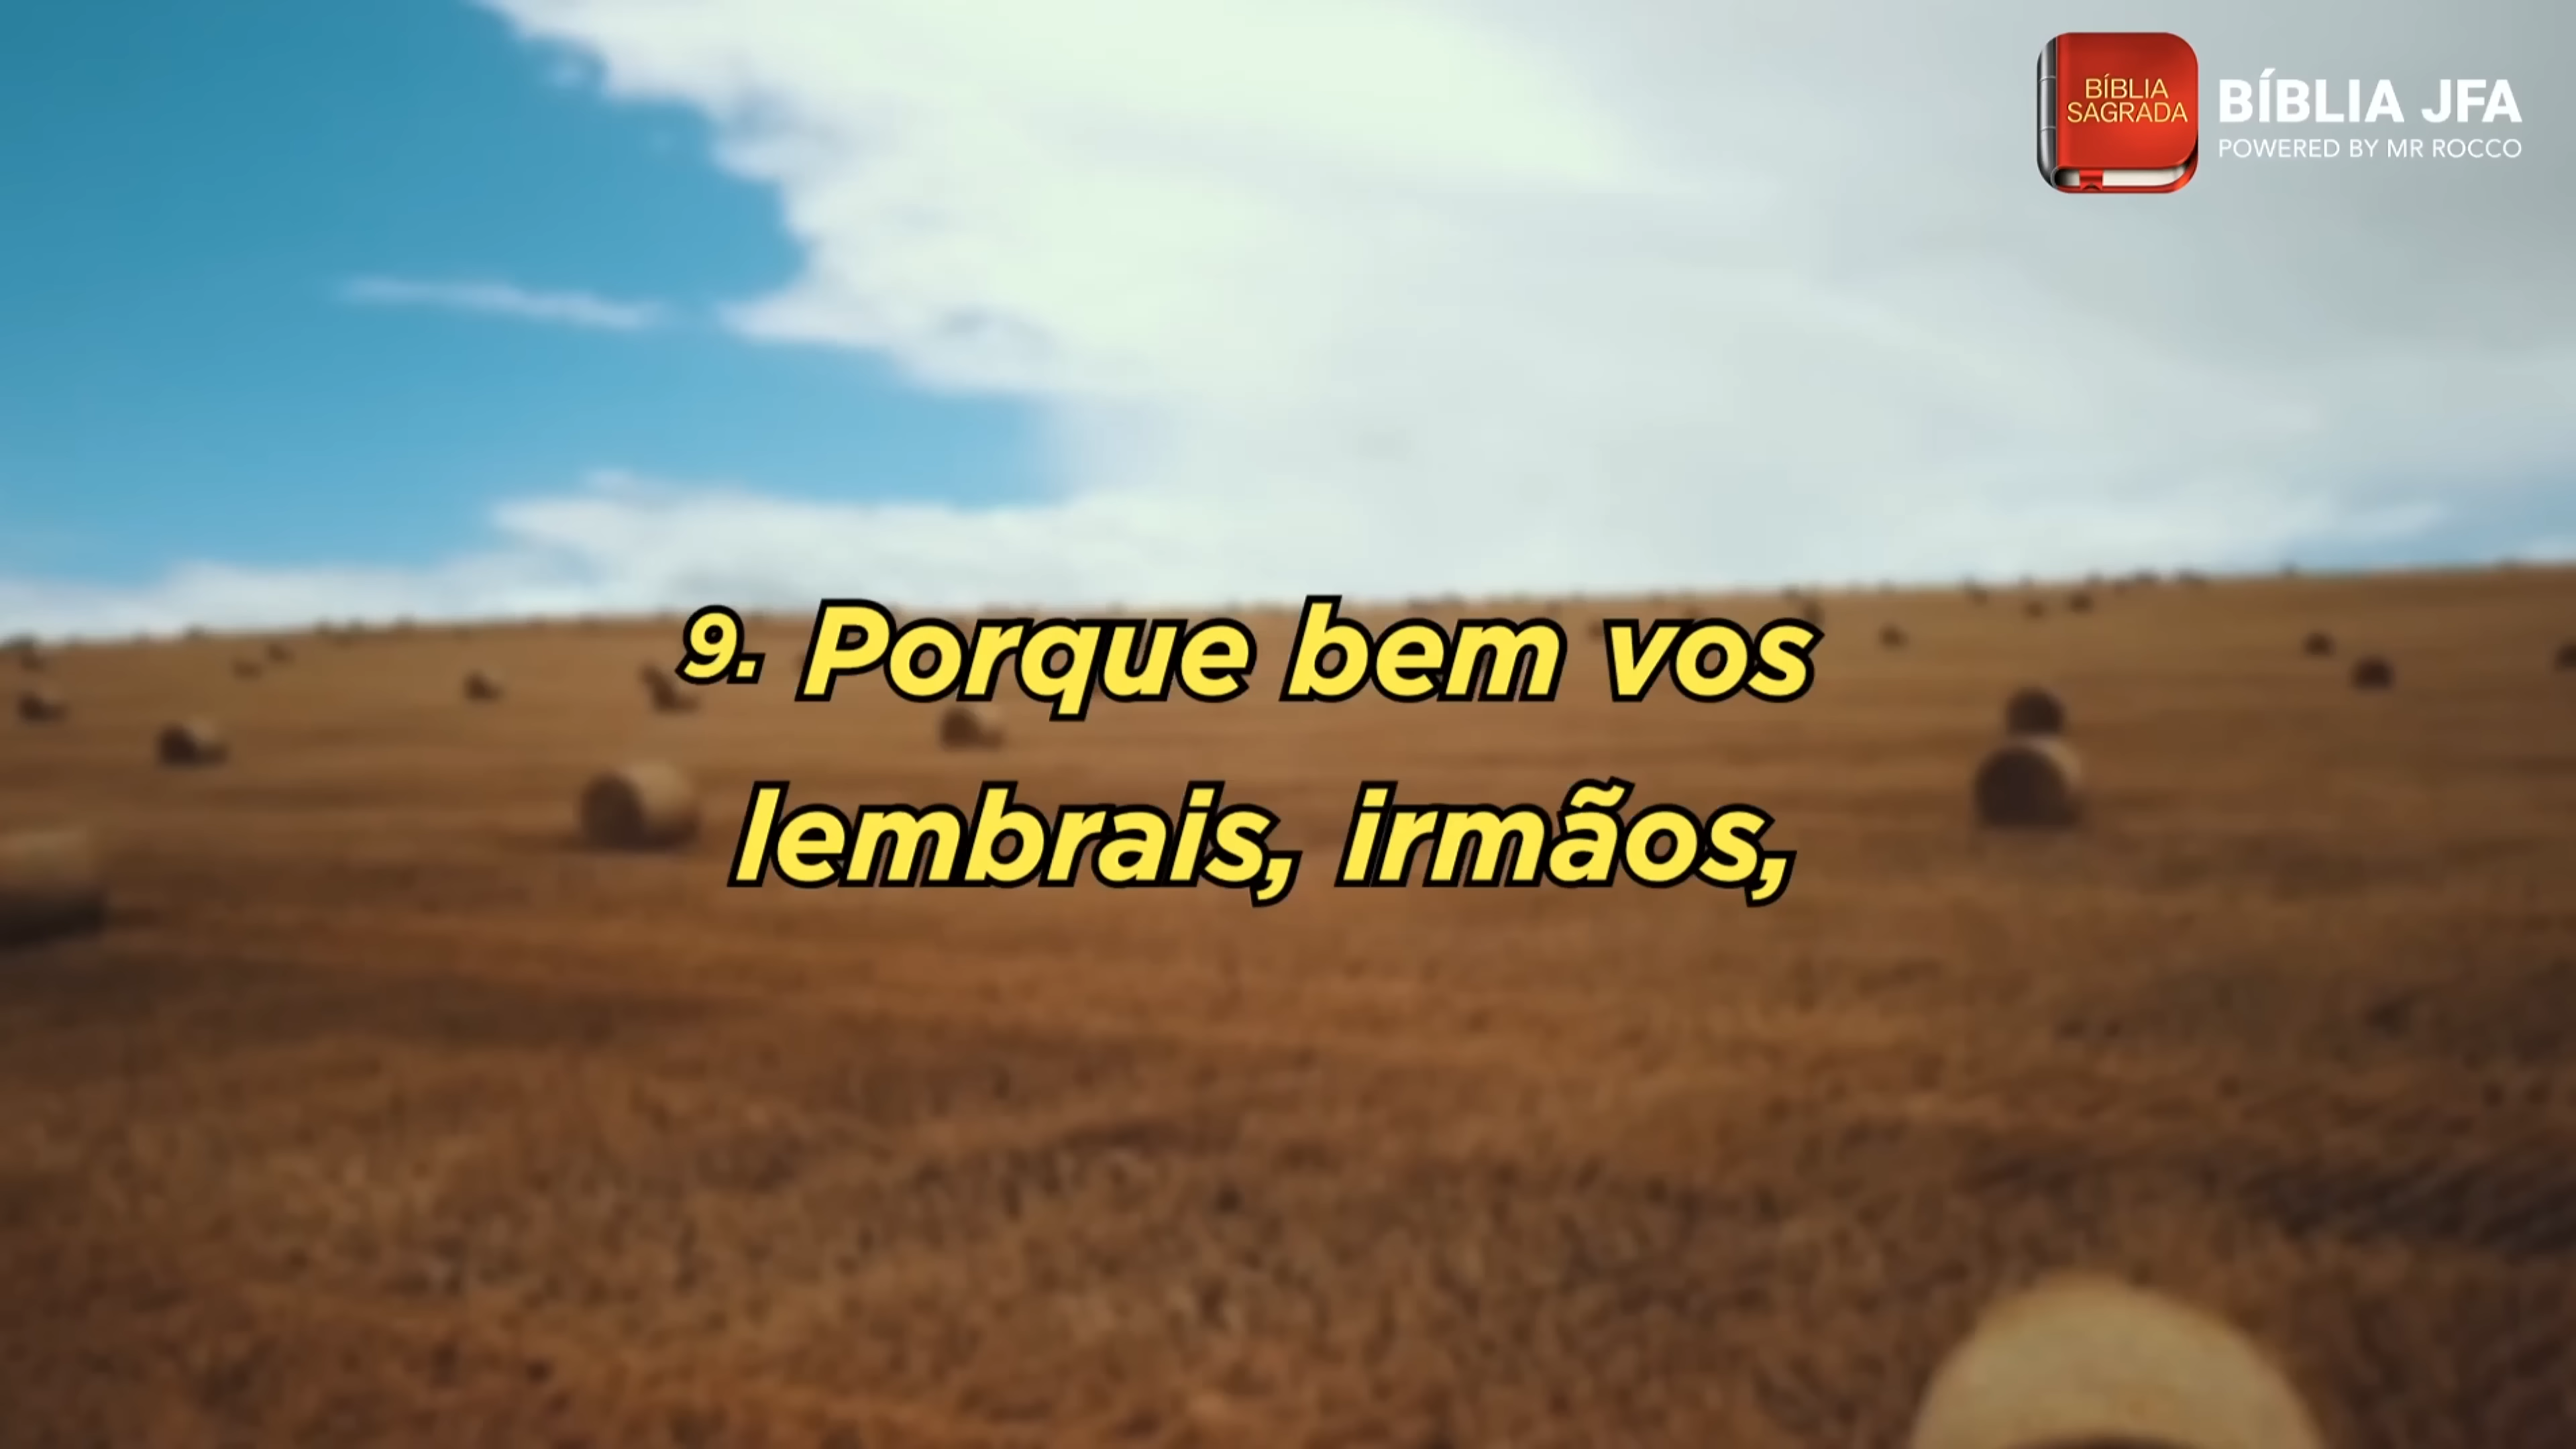 BÍBLIA
SAGRADA
BÍBLIA JFA
POWERED BY MR ROCCO
9. Porque bem vos
lembrais, irmãos,